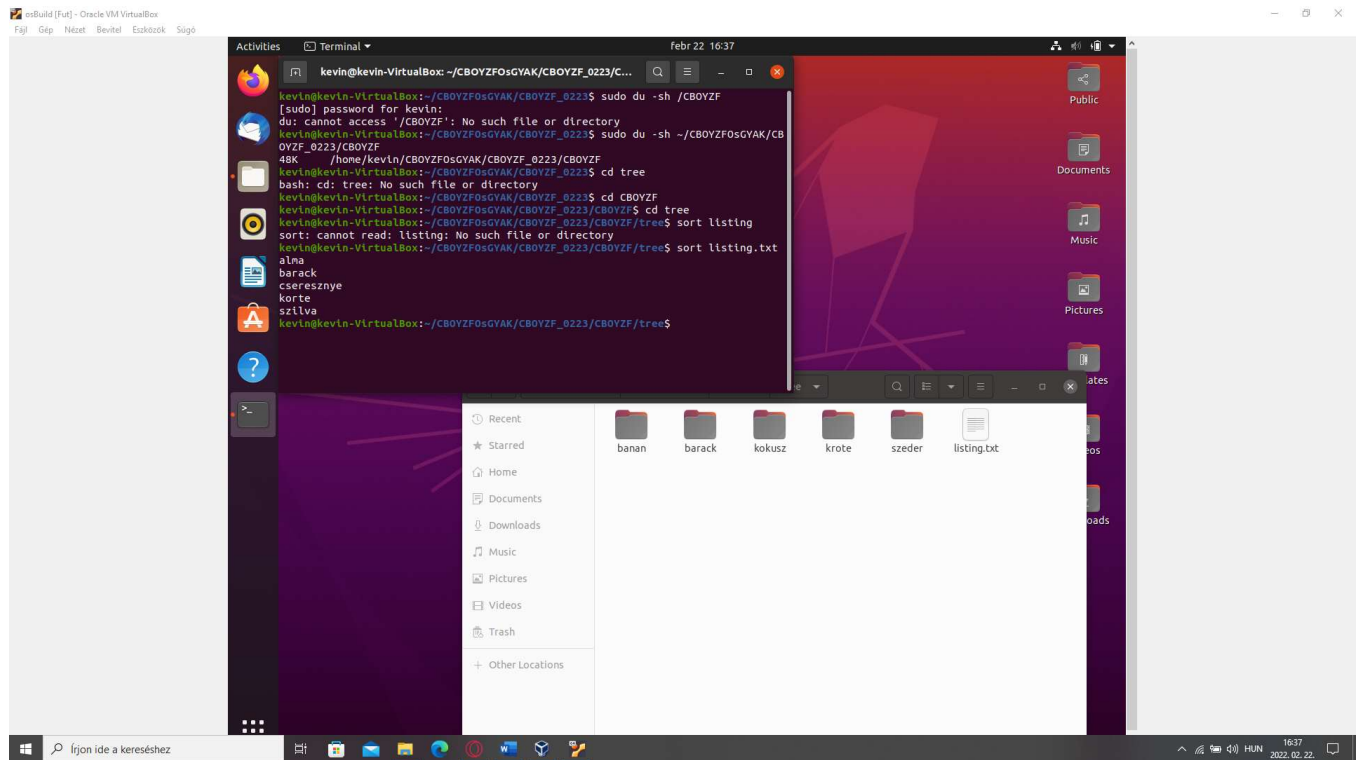 osBuild [Fut] - Oracle VM VirtualBox
Fájl Gép Nézet Bevitel Eszközök Súgó
Activities Terminal febr 22 16:37
kevin@kevin-VirtualBox: ~/CBOYZFOsGYAK/CBOYZF_0223/C...
kevin@kevin-VirtualBox:~/CBOYZFOsGYAK/CBOYZF_0223$ sudo du -sh /CBOYZF
[sudo] password for kevin:
du: cannot access '/CBOYZF': No such file or directory
kevin@kevin-VirtualBox:~/CBOYZFOsGYAK/CBOYZF_0223$ sudo du -sh ~/CBOYZFOsGYAK/CB
OYZF_0223/CBOYZF
48K /home/kevin/CBOYZFOsGYAK/CBOYZF_0223/CBOYZF
kevin@kevin-VirtualBox:~/CBOYZFOsGYAK/CBOYZF_0223$ cd tree
bash: cd: tree: No such file or directory
kevin@kevin-VirtualBox:~/CBOYZFOsGYAK/CBOYZF_0223$ cd CBOYZF
kevin@kevin-VirtualBox:~/CBOYZFOsGYAK/CBOYZF_0223/CBOYZF$ cd tree
kevin@kevin-VirtualBox:~/CBOYZFOsGYAK/CBOYZF_0223/CBOYZF/tree$ sort listing
sort: cannot read: listing: No such file or directory
kevin@kevin-VirtualBox:~/CBOYZFOsGYAK/CBOYZF_0223/CBOYZF/tree$ sort listing.txt
alma
barack
cseresznye
korte
szilva
kevin@kevin-VirtualBox:~/CBOYZFOsGYAK/CBOYZF_0223/CBOYZF/tree$
Public
Documents
Music
Pictures
lates
eos
oads
Recent
Starred
Home
Documents
Downloads
Music
Pictures
Videos
Trash
Other Locations
banan barack kokusz krote szeder listing.txt
Írjon ide a kereséshez
HUN
16:37
2022. 02. 22.